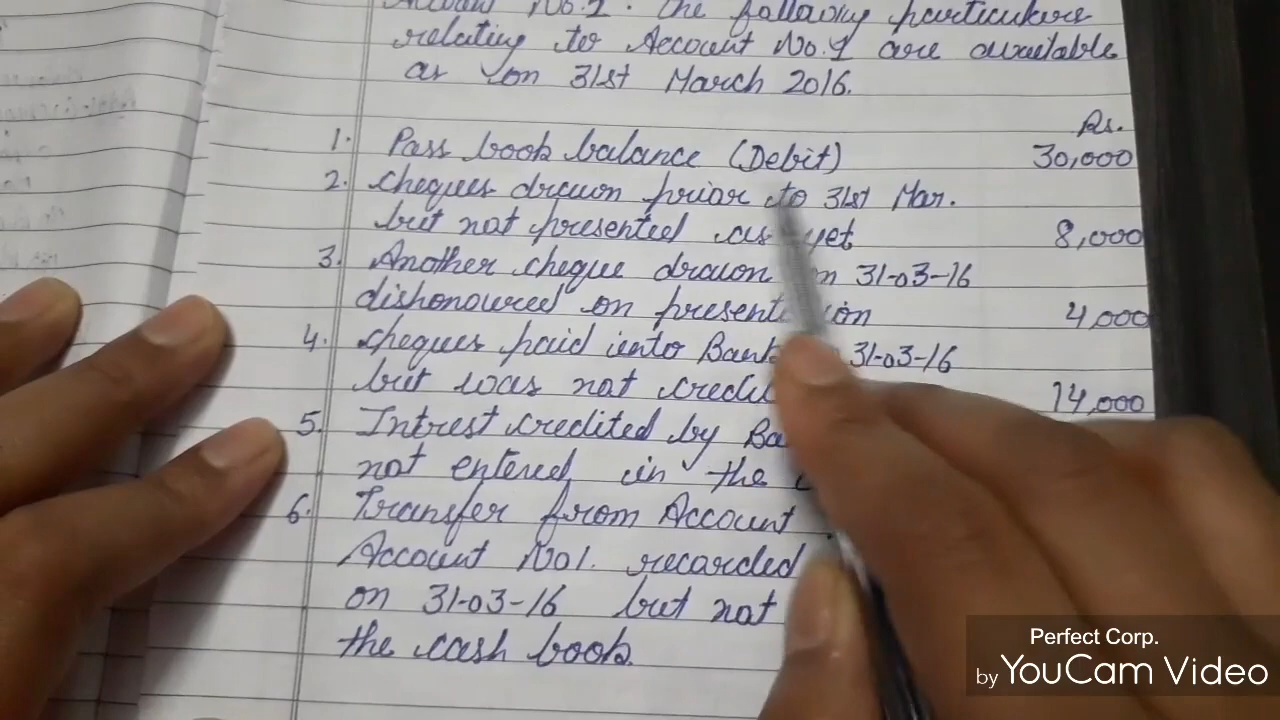 No.1. The following particulars
relating to Account No.1 are available
as on 31st March 2016.
Rs.
1. Pass book balance (Debit) 30,000
2. cheques drawn prior to 31st Mar.
but not presented as yet 8,000
3. Another cheque drawon 31-03-16
dishonoured on 4,000
4. cheques paid into Bank 31-03-16
but was not 14,000
5. Intrest credited by
not entered in the
6. Transfer from Account
Account No1. recorded
on 31-03-16 but not
the cash book.
Perfect Corp.
by YouCam Video